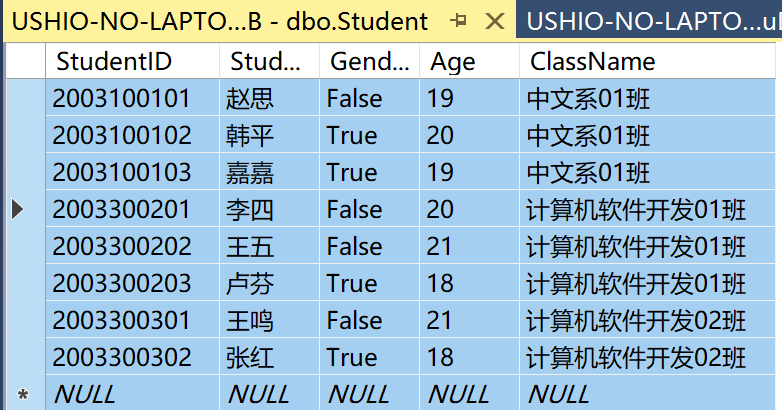 USHIO-NO-LAPTO...B - dbo.Student USHIO-NO-LAPTO...uI
StudentID Stud... Gend... Age ClassName
2003100101 赵思 False 19 中文系01班
2003100102 韩平 True 20 中文系01班
2003100103 嘉嘉 True 19 中文系01班
2003300201 李四 False 20 计算机软件开发01班
2003300202 王五 False 21 计算机软件开发01班
2003300203 卢芬 True 18 计算机软件开发01班
2003300301 王鸣 False 21 计算机软件开发02班
2003300302 张红 True 18 计算机软件开发02班
* NULL NULL NULL NULL NULL